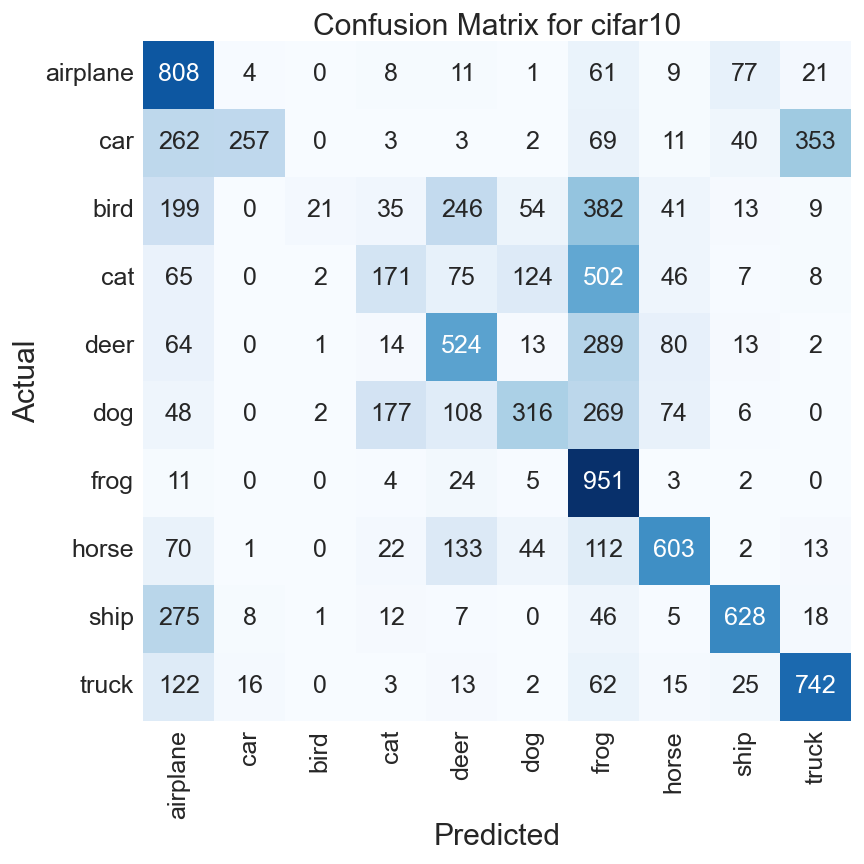 Confusion Matrix for cifar10
airplane 808 4 0 8 11 1 61 9 77 21
car 262 257 0 3 3 2 69 11 40 353
bird 199 0 21 35 246 54 382 41 13 9
cat 65 0 2 171 75 124 502 46 7 8
deer 64 0 1 14 524 13 289 80 13 2
dog 48 0 2 177 108 316 269 74 6 0
frog 11 0 0 4 24 5 951 3 2 0
horse 70 1 0 22 133 44 112 603 2 13
ship 275 8 1 12 7 0 46 5 628 18
truck 122 16 0 3 13 2 62 15 25 742
Actual
airplane car bird cat deer dog frog horse ship truck
Predicted